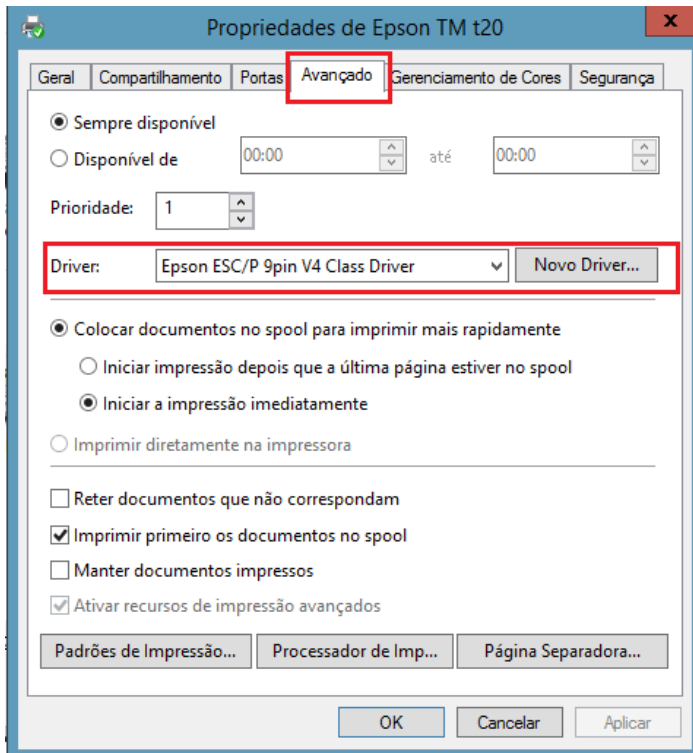 Propriedades de Epson TM t20
x
Geral Compartilhamento Portas Avançado Gerenciamento de Cores Segurança
Sempre disponível
Disponível de 00:00 até 00:00
Prioridade: 1
Driver: Epson ESC/P 9pin V4 Class Driver Novo Driver...
Colocar documentos no spool para imprimir mais rapidamente
Iniciar impressão depois que a última página estiver no spool
Iniciar a impressão imediatamente
Imprimir diretamente na impressora
Reter documentos que não correspondam
Imprimir primeiro os documentos no spool
Manter documentos impressos
Ativar recursos de impressão avançados
Padrões de Impressão... Processador de Imp... Página Separadora...
OK Cancelar Aplicar